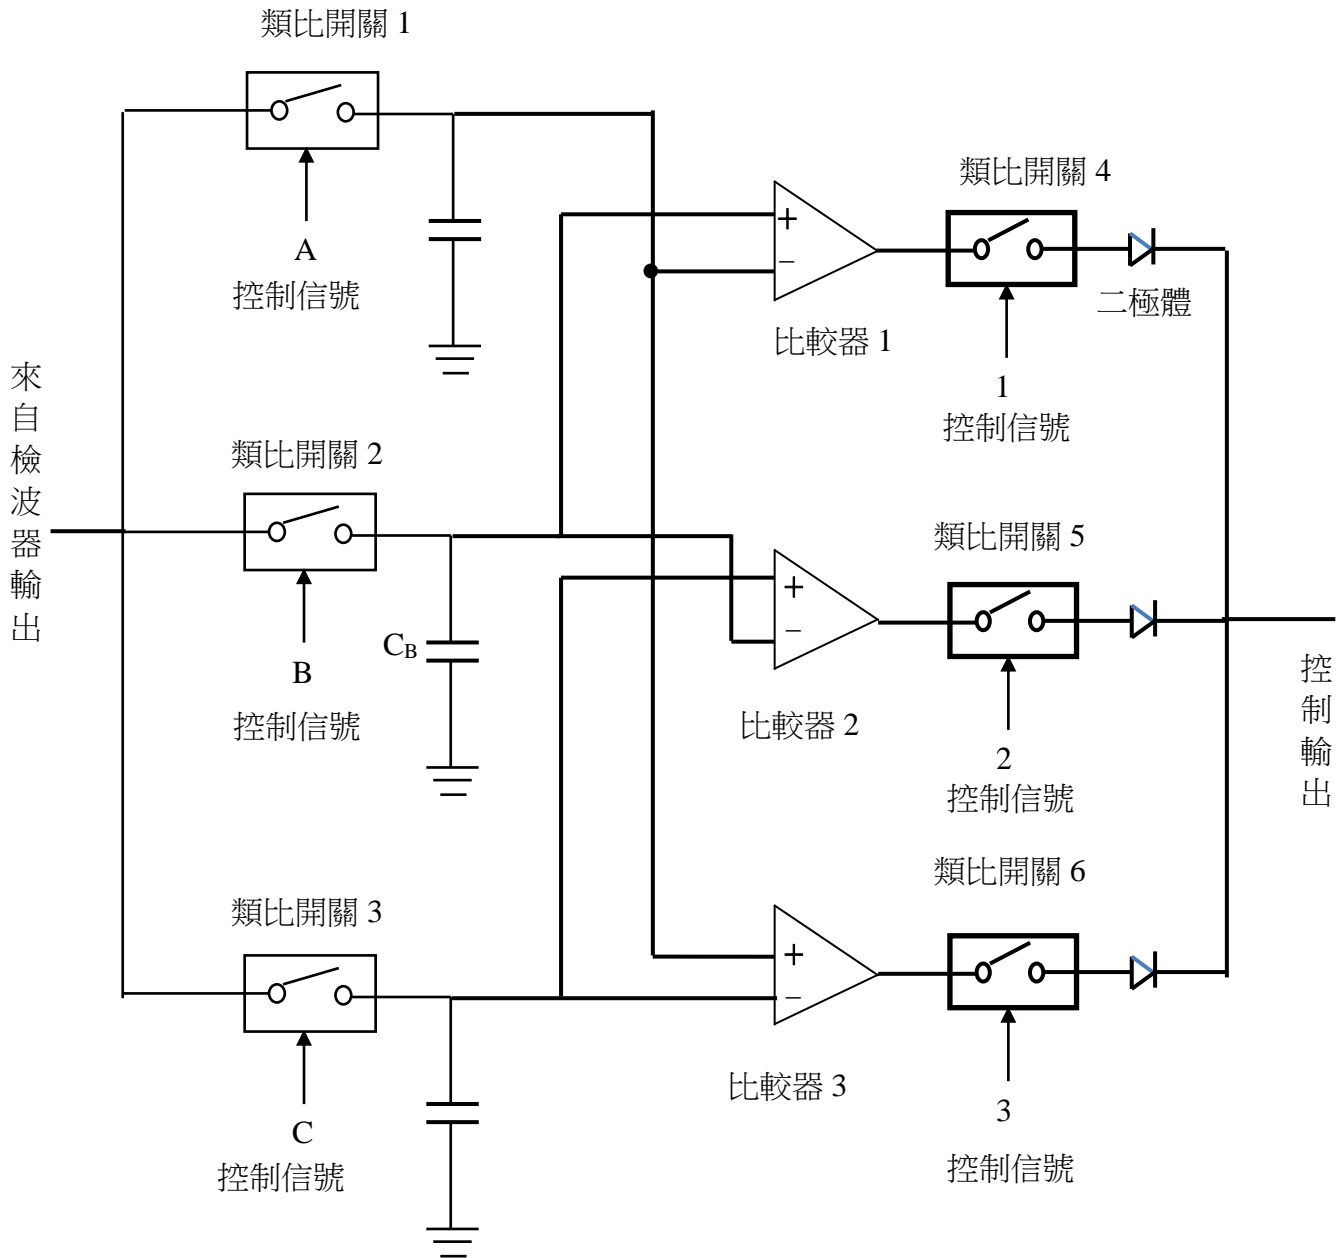 類比開關 1
A
控制信號
類比開關 4
+
−
二極體
比較器 1
1
控制信號
來自檢波器輸出
類比開關 2
B
控制信號
CB
類比開關 5
+
−
比較器 2
2
控制信號
控制輸出
類比開關 3
C
控制信號
類比開關 6
+
−
比較器 3
3
控制信號